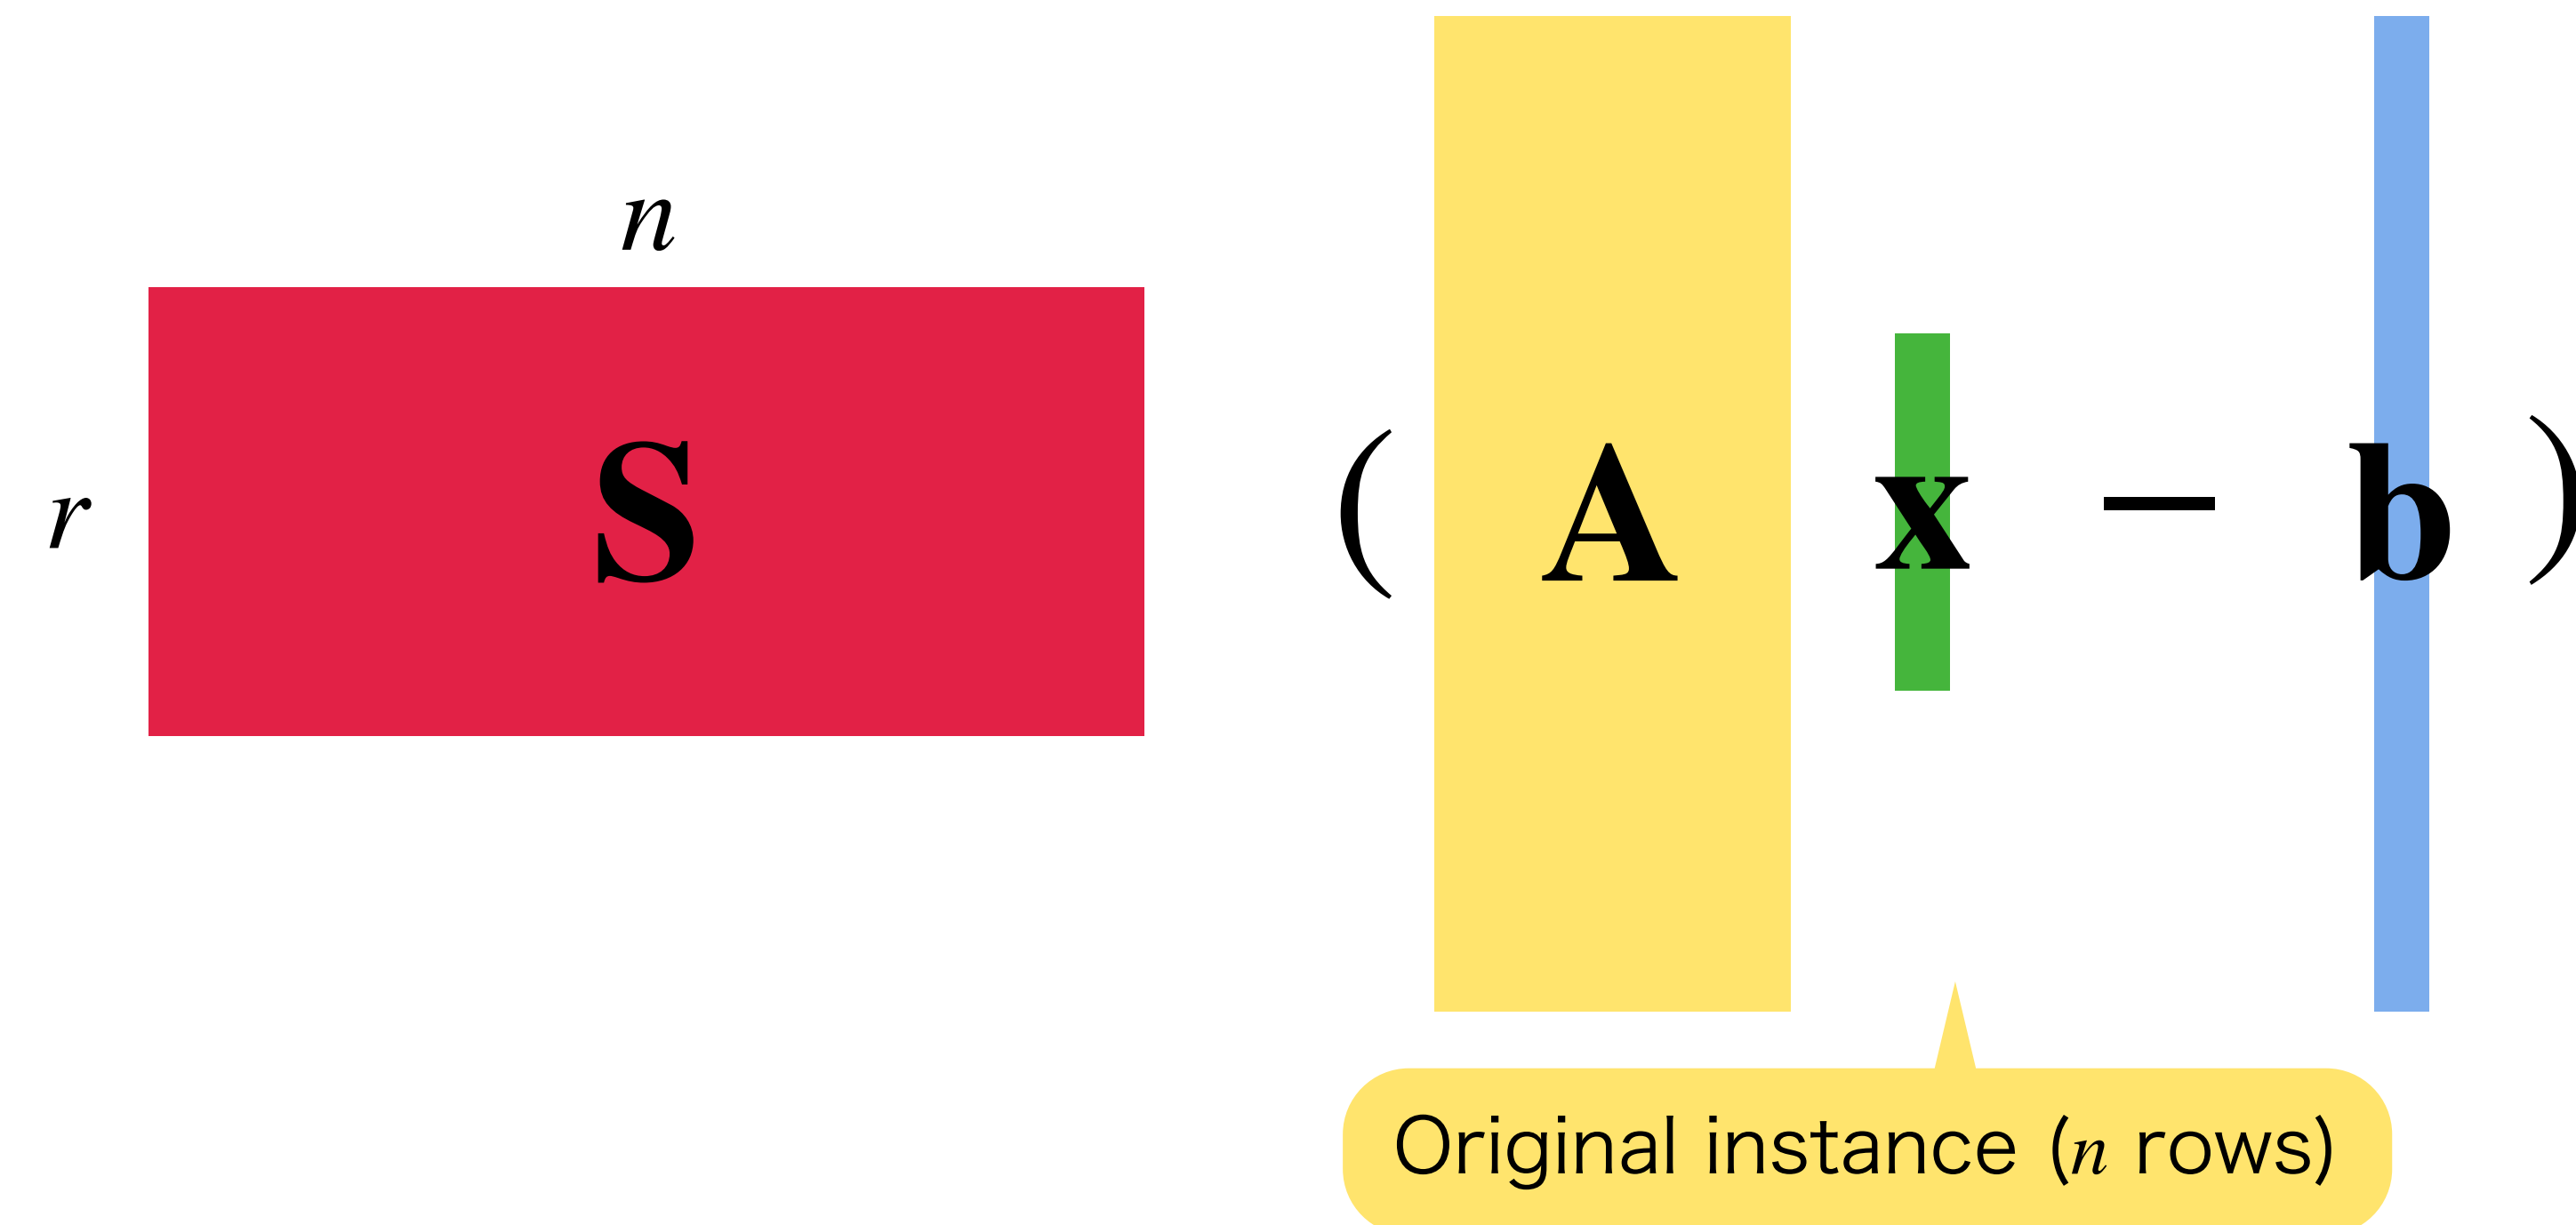 n
r S ( A x − b )
Original instance (n rows)